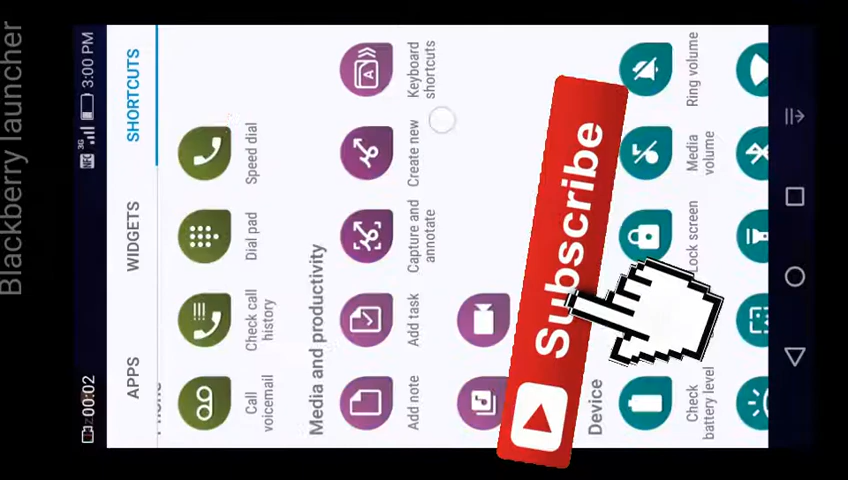 Blackberry launcher
00:02
3G
3:00 PM
APPS
WIDGETS
SHORTCUTS
Call
voicemail
Check call
history
Dial pad
Speed dial
Media and productivity
Add note
Add task
Capture and
annotate
Create new
Keyboard
shortcuts
Subscribe
Device
Check
battery level
Lock screen
Media
volume
Ring volume